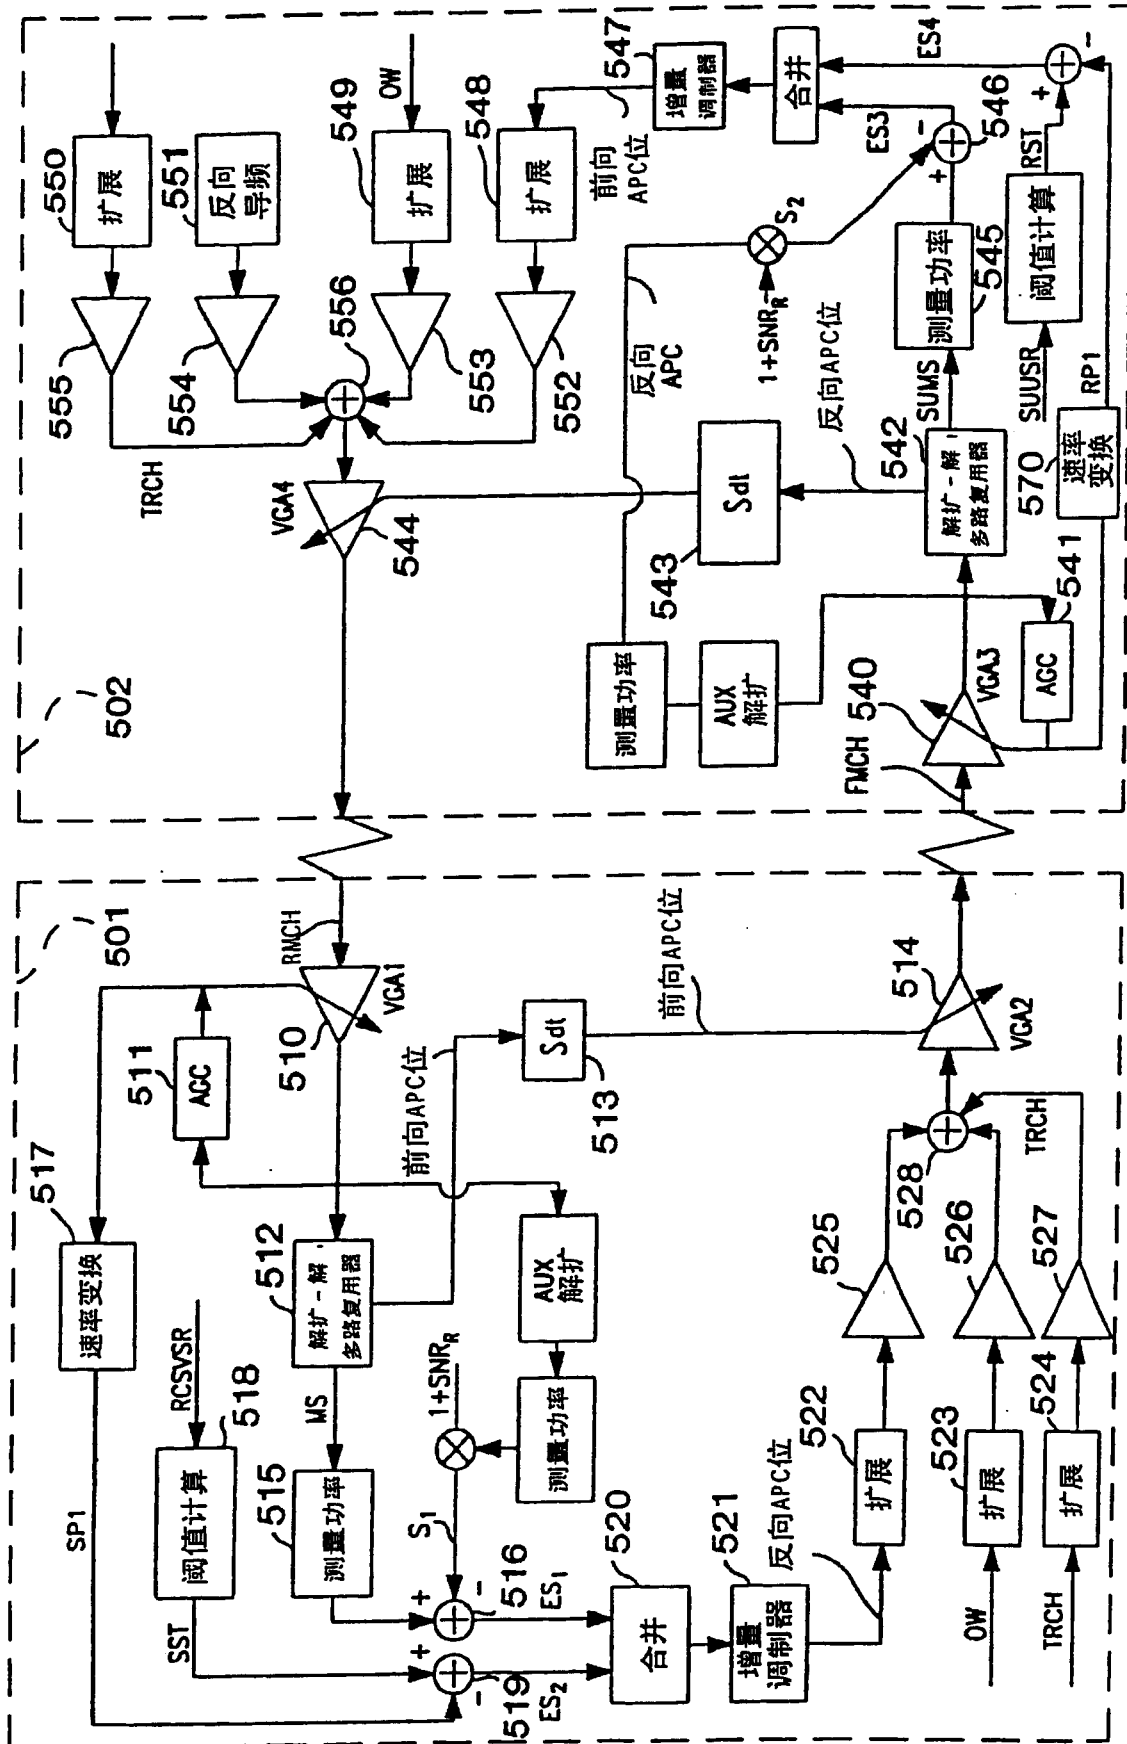 517
速率变换
SP1
511
AGC
501
RMCH
VGA1
510
RCSVSR
518
阈值计算
SST
512
解扩-解
多路复用器
MS
515
测量功率
前向APC位
Sdt
513
前向APC位
AUX
解扩
测量功率
1+SNRR
S1
516
ES1
519
ES2
+
-
+
-
520
合并
521
增量
调制器
反向APC位
522
扩展
525
523
扩展
526
524
扩展
527
OW
TRCH
TRCH
528
514
VGA2
502
550
扩展
555
551
反向
导频
554
OW
549
扩展
553
548
扩展
552
556
TRCH
VGA4
544
前向
APC位
547
增量
调制器
合并
ES3
ES4
546
+
-
+
-
RST
S2
1+SNRR
反向
APC
Sdt
543
反向APC位
测量功率
AUX
解扩
测量功率
545
SUMS
542
解扩-解
多路复用器
阈值计算
SUUSR
RP1
570
速率
变换
541
AGC
VGA3
540
FMCH